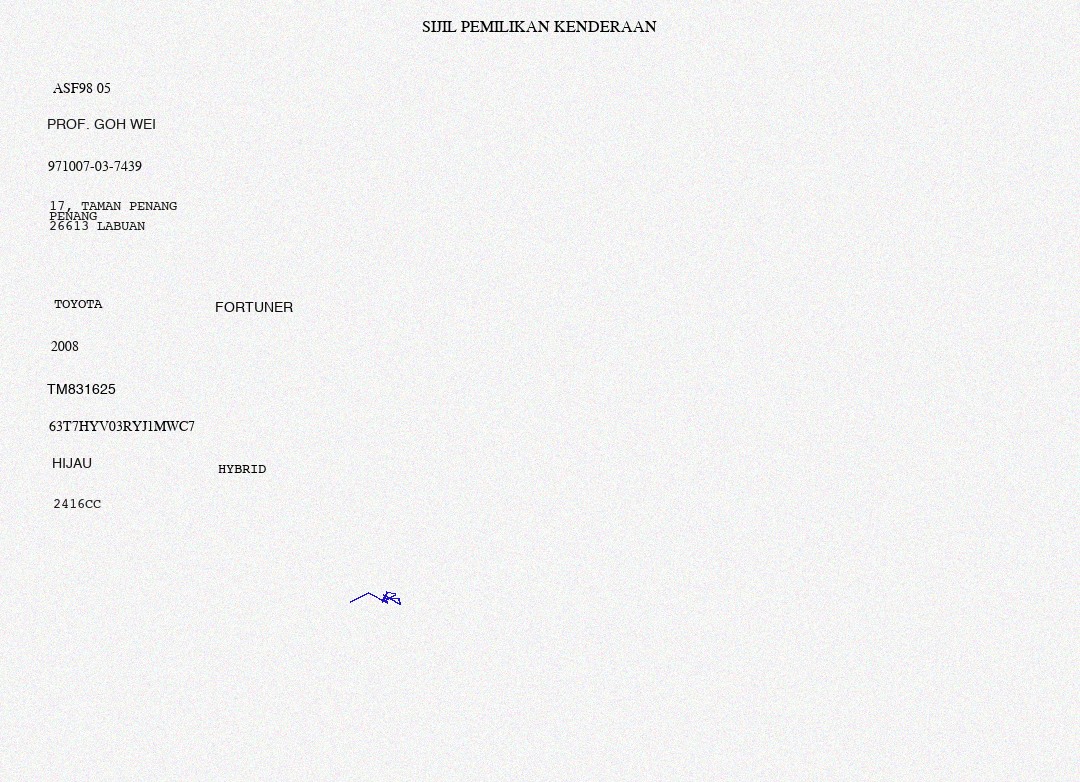 SIJIL PEMILIKAN KENDERAAN
ASF98 05
PROF. GOH WEI
971007-03-7439
17, TAMAN PENANG
PENANG
26613 LABUAN
TOYOTA FORTUNER
2008
TM831625
63T7HYV03RYJ1MWC7
HIJAU HYBRID
2416CC